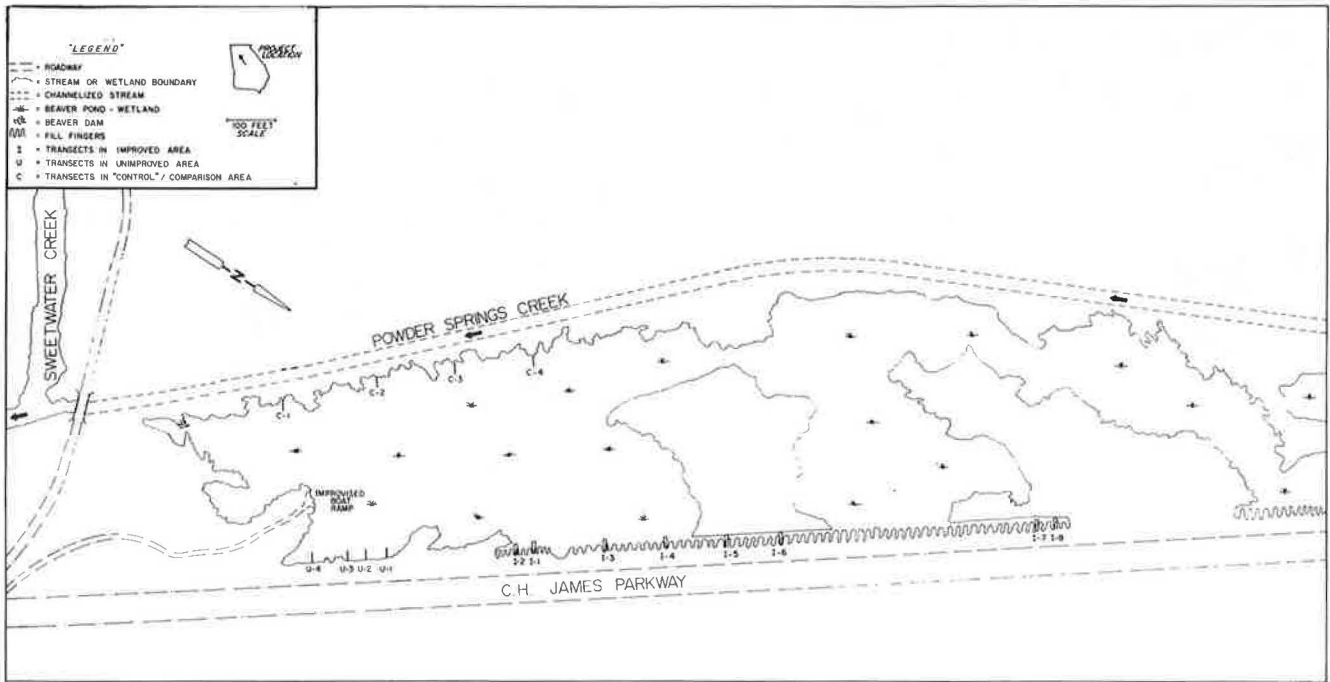 "LEGEND"
PROJECT LOCATION
= ROADWAY
= STREAM OR WETLAND BOUNDARY
= CHANNELIZED STREAM
= BEAVER POND - WETLAND
= BEAVER DAM
= FILL FINGERS
I = TRANSECTS IN IMPROVED AREA
U = TRANSECTS IN UNIMPROVED AREA
C = TRANSECTS IN "CONTROL" / COMPARISON AREA
100 FEET
SCALE
SWEETWATER CREEK
N
POWDER SPRINGS CREEK
C-1
C-2
C-3
C-4
IMPROVISED
BOAT
RAMP
U-4 U-3 U-2 U-1
I-2 I-1 I-3 I-4 I-5 I-6 I-7 I-8
C.H. JAMES PARKWAY